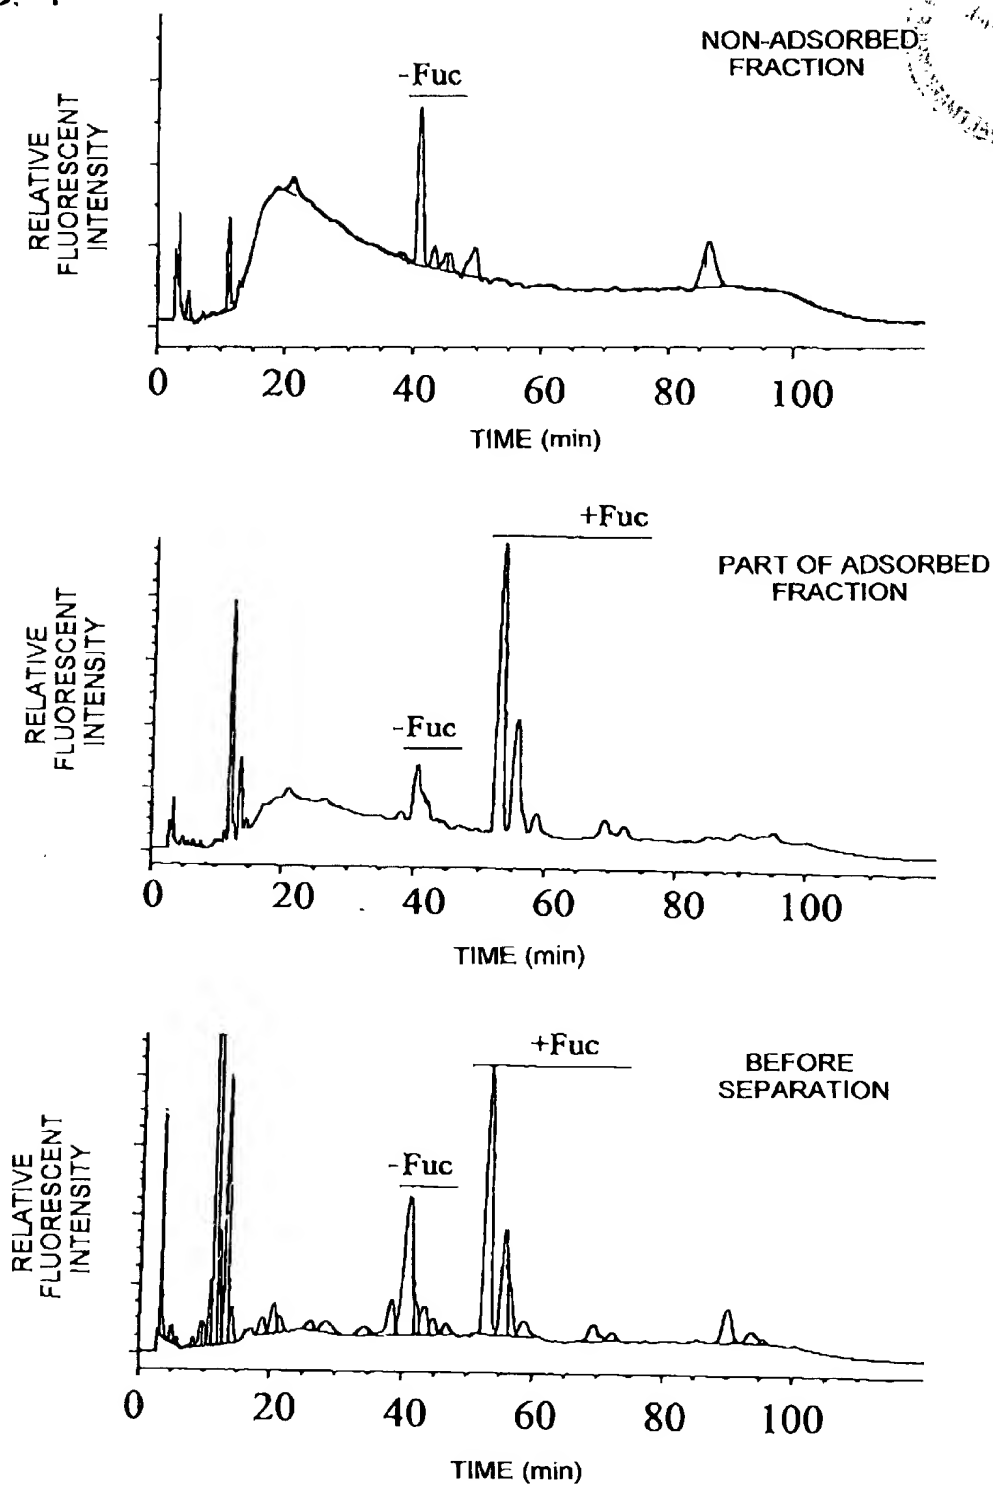 -Fuc
NON-ADSORBED
FRACTION
RELATIVE
FLUORESCENT
INTENSITY
0 20 40 60 80 100
TIME (min)
+Fuc
PART OF ADSORBED
FRACTION
-Fuc
RELATIVE
FLUORESCENT
INTENSITY
0 20 40 60 80 100
TIME (min)
+Fuc
BEFORE
SEPARATION
-Fuc
RELATIVE
FLUORESCENT
INTENSITY
0 20 40 60 80 100
TIME (min)